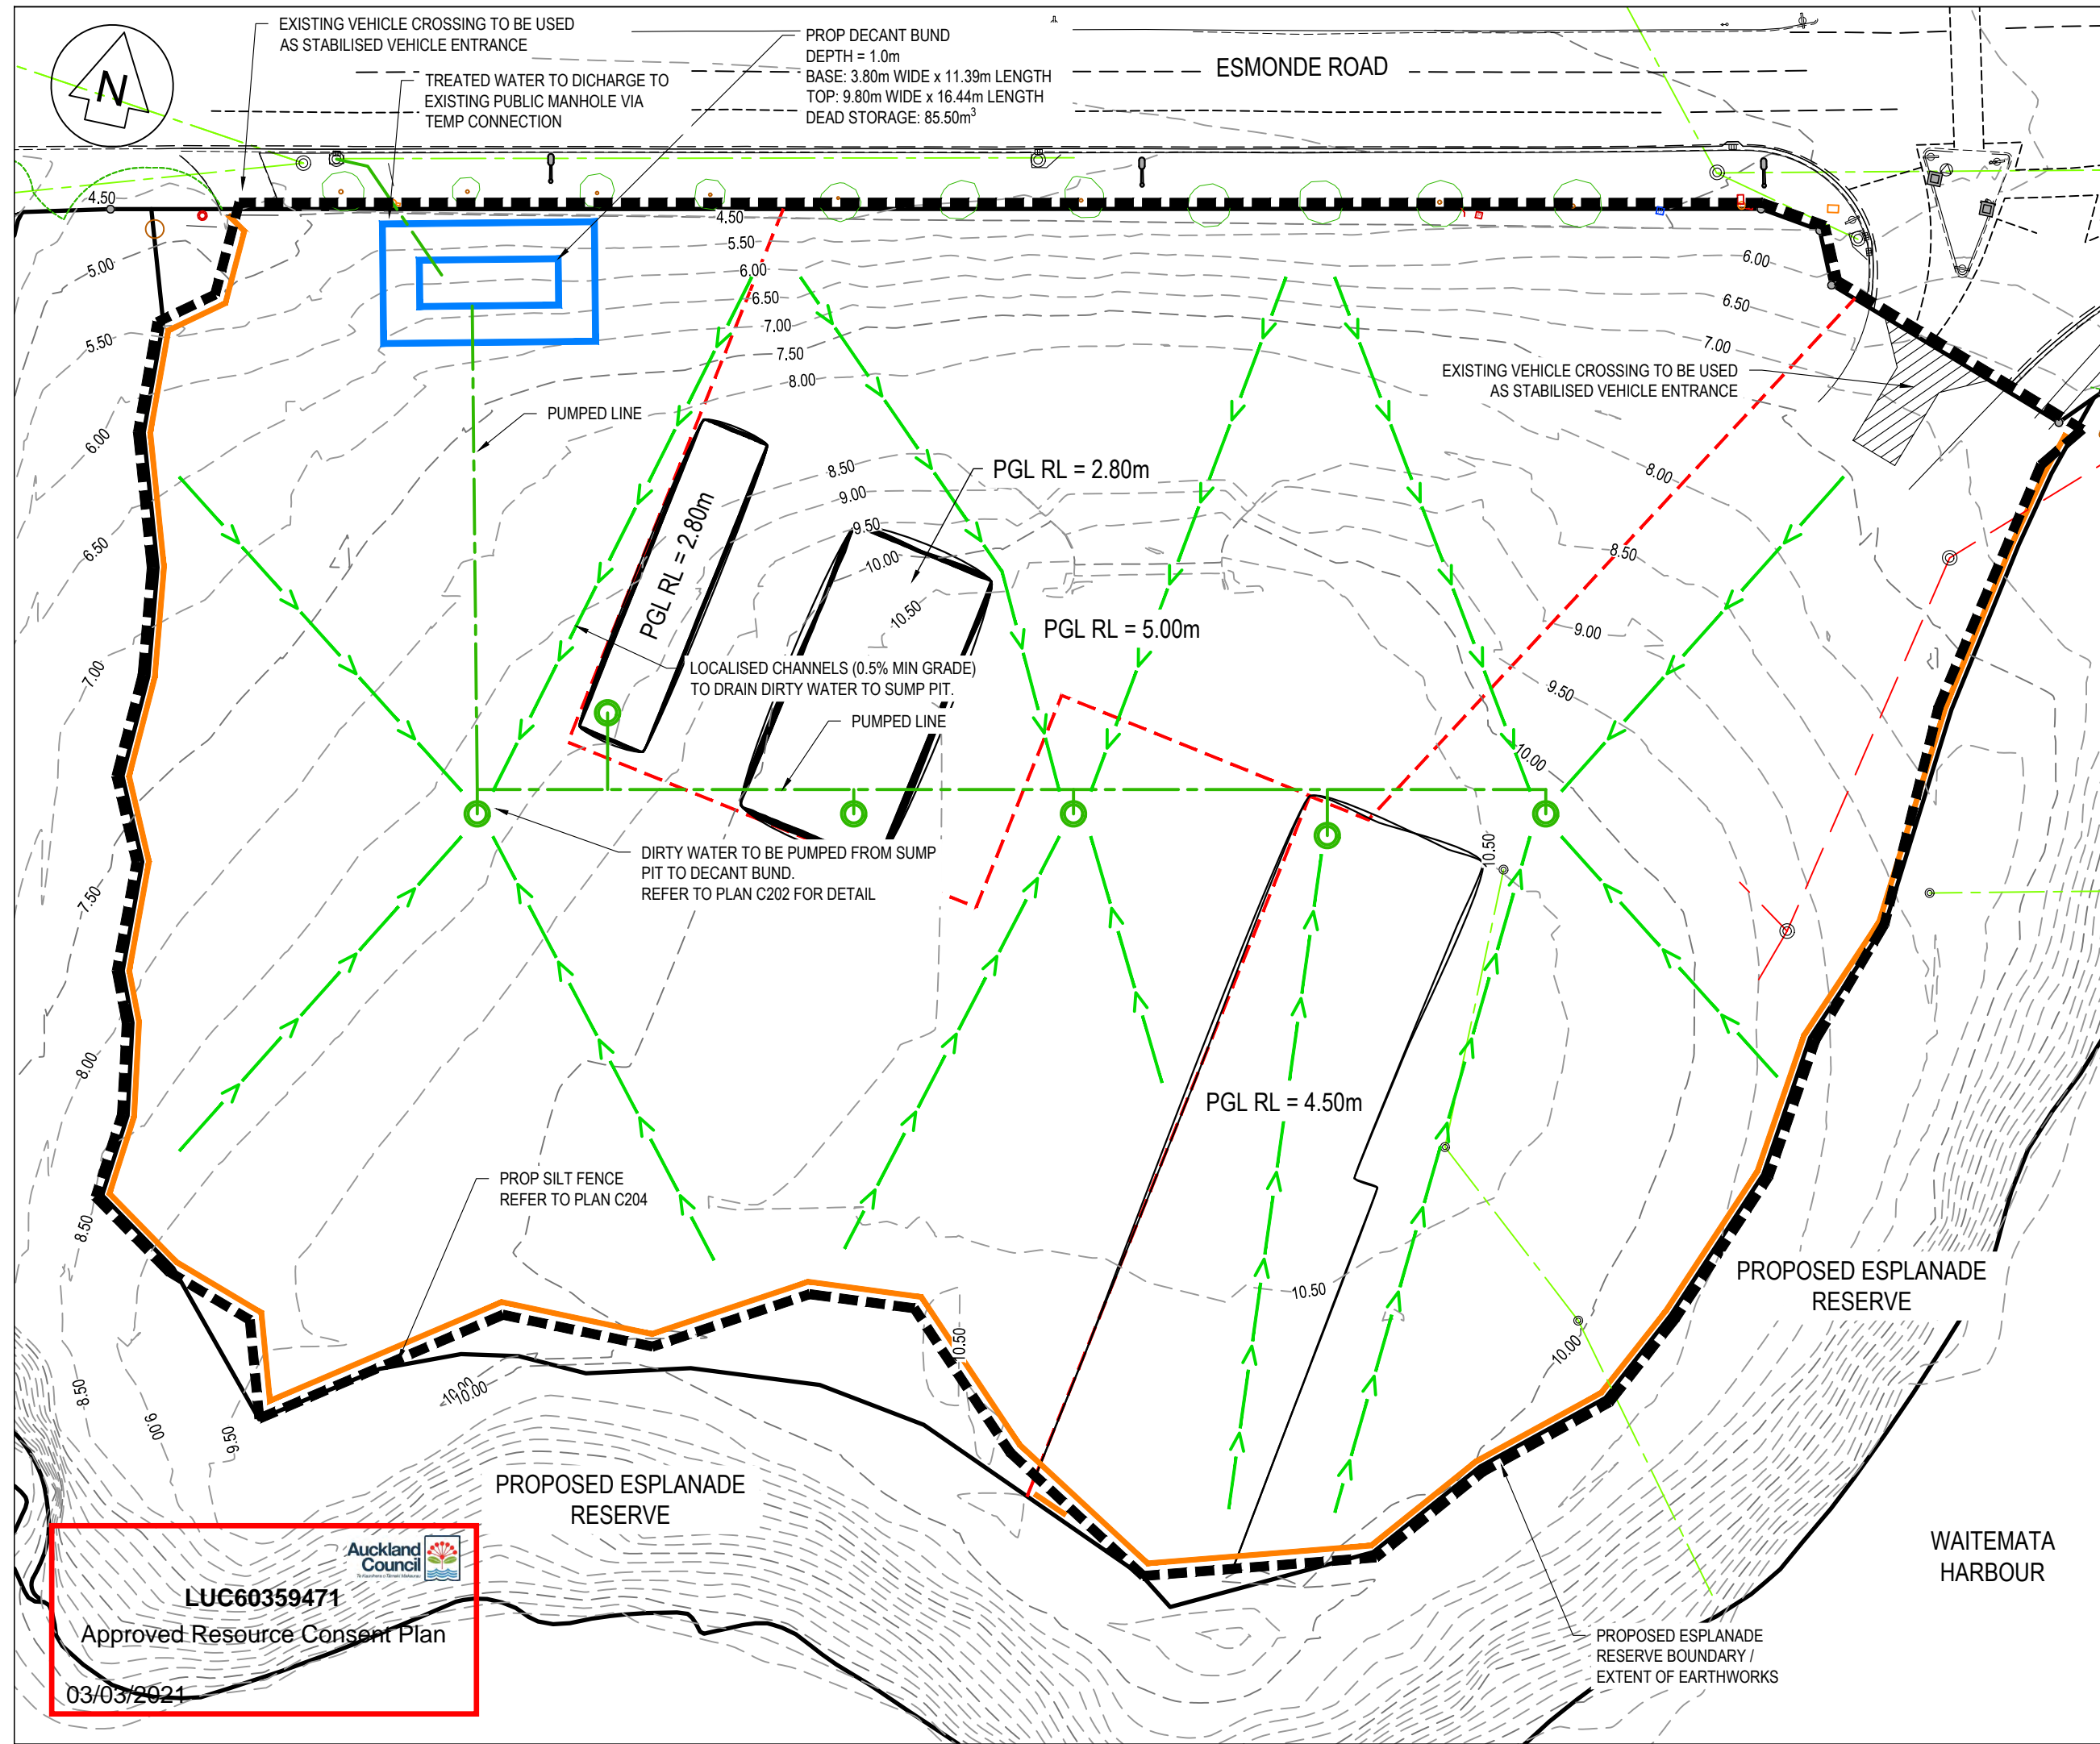 EXISTING VEHICLE CROSSING TO BE USED
AS STABILISED VEHICLE ENTRANCE
TREATED WATER TO DICHARGE TO
EXISTING PUBLIC MANHOLE VIA
TEMP CONNECTION
PROP DECANT BUND
DEPTH = 1.0m
BASE: 3.80m WIDE x 11.39m LENGTH
TOP: 9.80m WIDE x 16.44m LENGTH
DEAD STORAGE: 85.50m³
ESMONDE ROAD
N
4.50
5.00
5.50
6.00
6.50
7.00
7.50
8.00
8.50
4.50
5.50
6.00
6.50
7.00
7.50
8.00
6.00
6.50
7.00
EXISTING VEHICLE CROSSING TO BE USED
AS STABILISED VEHICLE ENTRANCE
PUMPED LINE
8.50
9.00
9.50
10.00
10.50
PGL RL = 2.80m
PGL RL = 2.80m
8.00
8.50
9.00
9.50
10.00
10.50
PGL RL = 5.00m
LOCALISED CHANNELS (0.5% MIN GRADE)
TO DRAIN DIRTY WATER TO SUMP PIT.
PUMPED LINE
DIRTY WATER TO BE PUMPED FROM SUMP
PIT TO DECANT BUND.
REFER TO PLAN C202 FOR DETAIL
PGL RL = 4.50m
PROP SILT FENCE
REFER TO PLAN C204
10.50
10.50
10.00
PROPOSED ESPLANADE
RESERVE
8.50
9.00
9.50
10.00
10.00
PROPOSED ESPLANADE
RESERVE
WAITEMATA
HARBOUR
PROPOSED ESPLANADE
RESERVE BOUNDARY /
EXTENT OF EARTHWORKS
Auckland
Council
LUC60359471
Approved Resource Consent Plan
03/03/2021